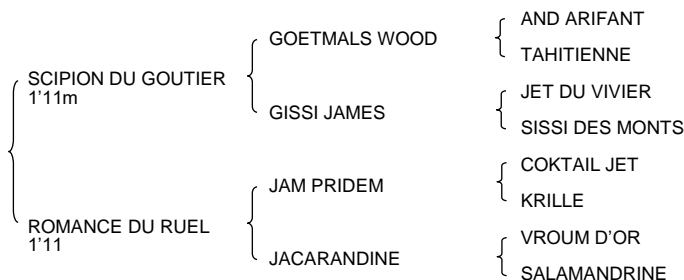 SCIPION DU GOUTIER
1'11m
ROMANCE DU RUEL
1'11
GOETMALS WOOD
GISSI JAMES
JAM PRIDEM
JACARANDINE
AND ARIFANT
TAHITIENNE
JET DU VIVIER
SISSI DES MONTS
COKTAIL JET
KRILLE
VROUM D'OR
SALAMANDRINE